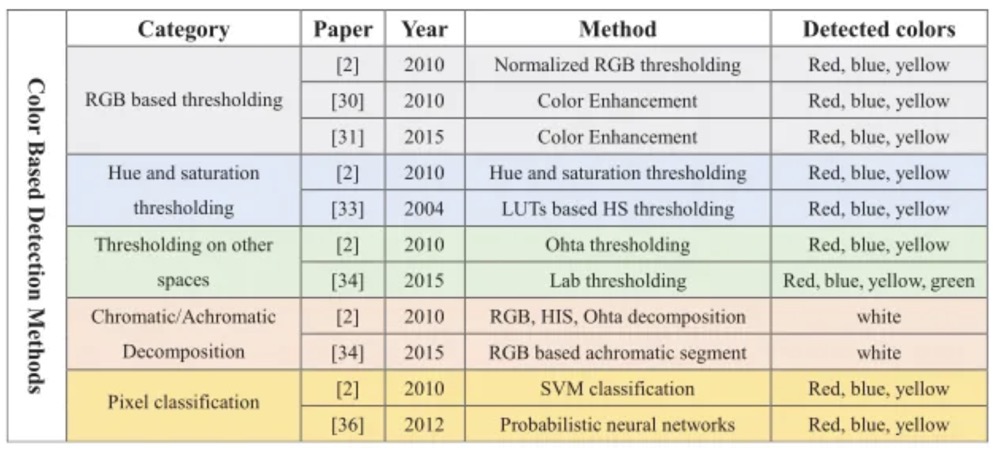 Color Based Detection Methods
Category Paper Year Method Detected colors
RGB based thresholding
[2] 2010 Normalized RGB thresholding Red, blue, yellow
[30] 2010 Color Enhancement Red, blue, yellow
[31] 2015 Color Enhancement Red, blue, yellow
Hue and saturation
thresholding
[2] 2010 Hue and saturation thresholding Red, blue, yellow
[33] 2004 LUTs based HS thresholding Red, blue, yellow
Thresholding on other
spaces
[2] 2010 Ohta thresholding Red, blue, yellow
[34] 2015 Lab thresholding Red, blue, yellow, green
Chromatic/Achromatic
Decomposition
[2] 2010 RGB, HIS, Ohta decomposition white
[34] 2015 RGB based achromatic segment white
Pixel classification
[2] 2010 SVM classification Red, blue, yellow
[36] 2012 Probabilistic neural networks Red, blue, yellow